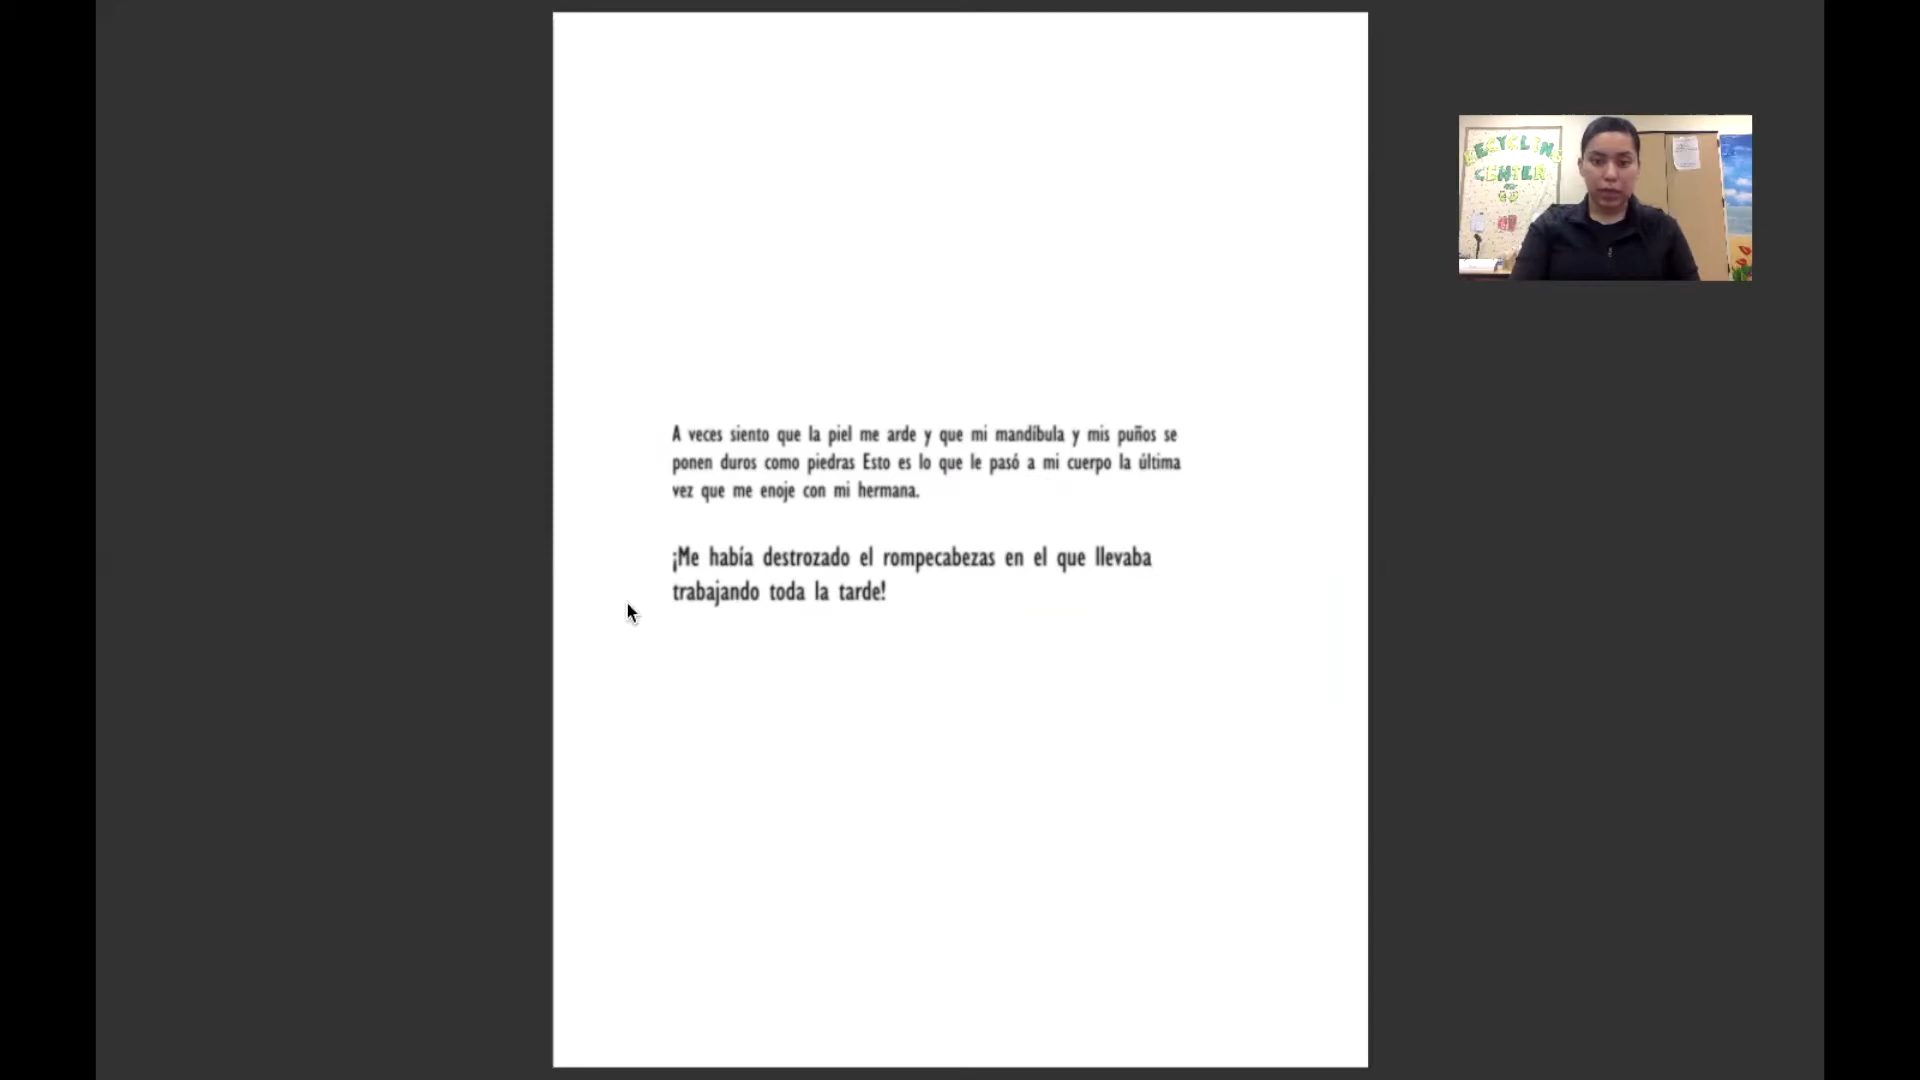 A veces siento que la piel me arde y que mi mandíbula y mis puños se
ponen duros como piedras Esto es lo que le pasó a mi cuerpo la última
vez que me enoje con mi hermana.
¡Me había destrozado el rompecabezas en el que llevaba
trabajando toda la tarde!
RECYCLING
CENTER